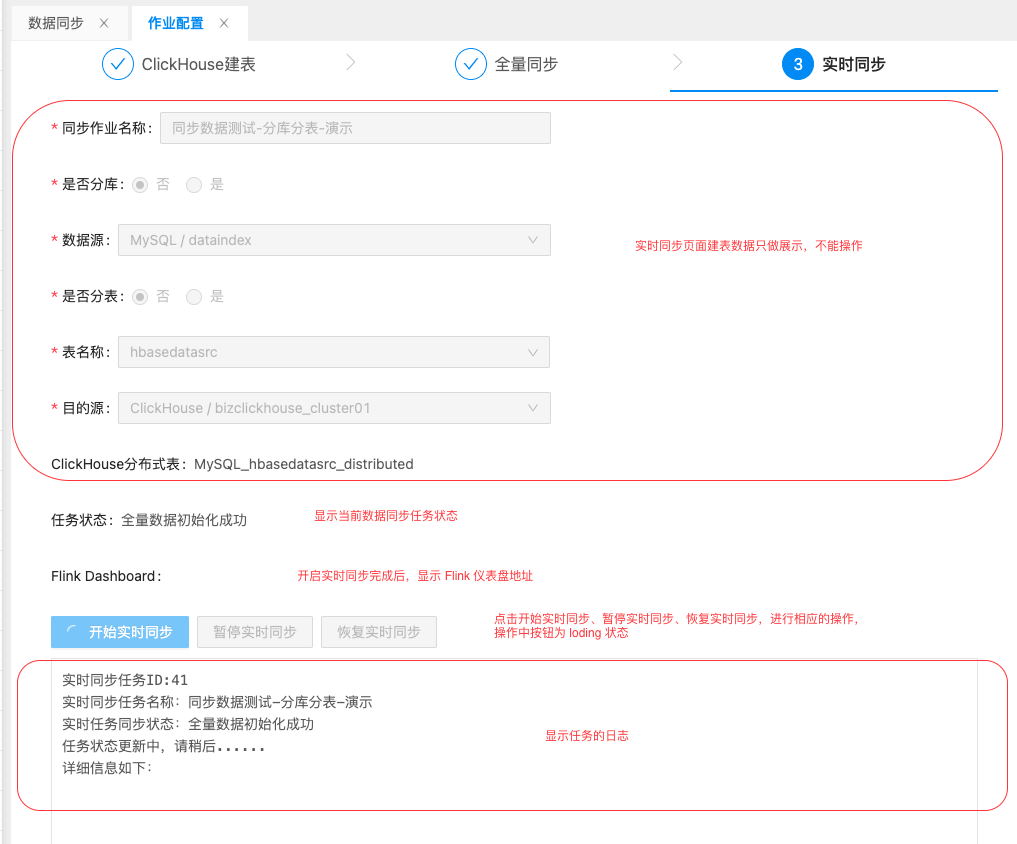 数据同步
作业配置
ClickHouse建表
全量同步
3 实时同步
* 同步作业名称： 同步数据测试-分库分表-演示
* 是否分库： 否 是
* 数据源： MySQL / dataindex
实时同步页面建表数据只做展示，不能操作
* 是否分表： 否 是
* 表名称： hbasedatasrc
* 目的源： ClickHouse / bizclickhouse_cluster01
ClickHouse分布式表： MySQL_hbasedatasrc_distributed
任务状态：全量数据初始化成功
显示当前数据同步任务状态
Flink Dashboard：
开启实时同步完成后，显示 Flink 仪表盘地址
开始实时同步 暂停实时同步 恢复实时同步
点击开始实时同步、暂停实时同步、恢复实时同步，进行相应的操作，
操作中按钮为 loding 状态
实时同步任务ID:41
实时同步任务名称：同步数据测试-分库分表-演示
实时任务同步状态：全量数据初始化成功
任务状态更新中，请稍后......
详细信息如下：
显示任务的日志